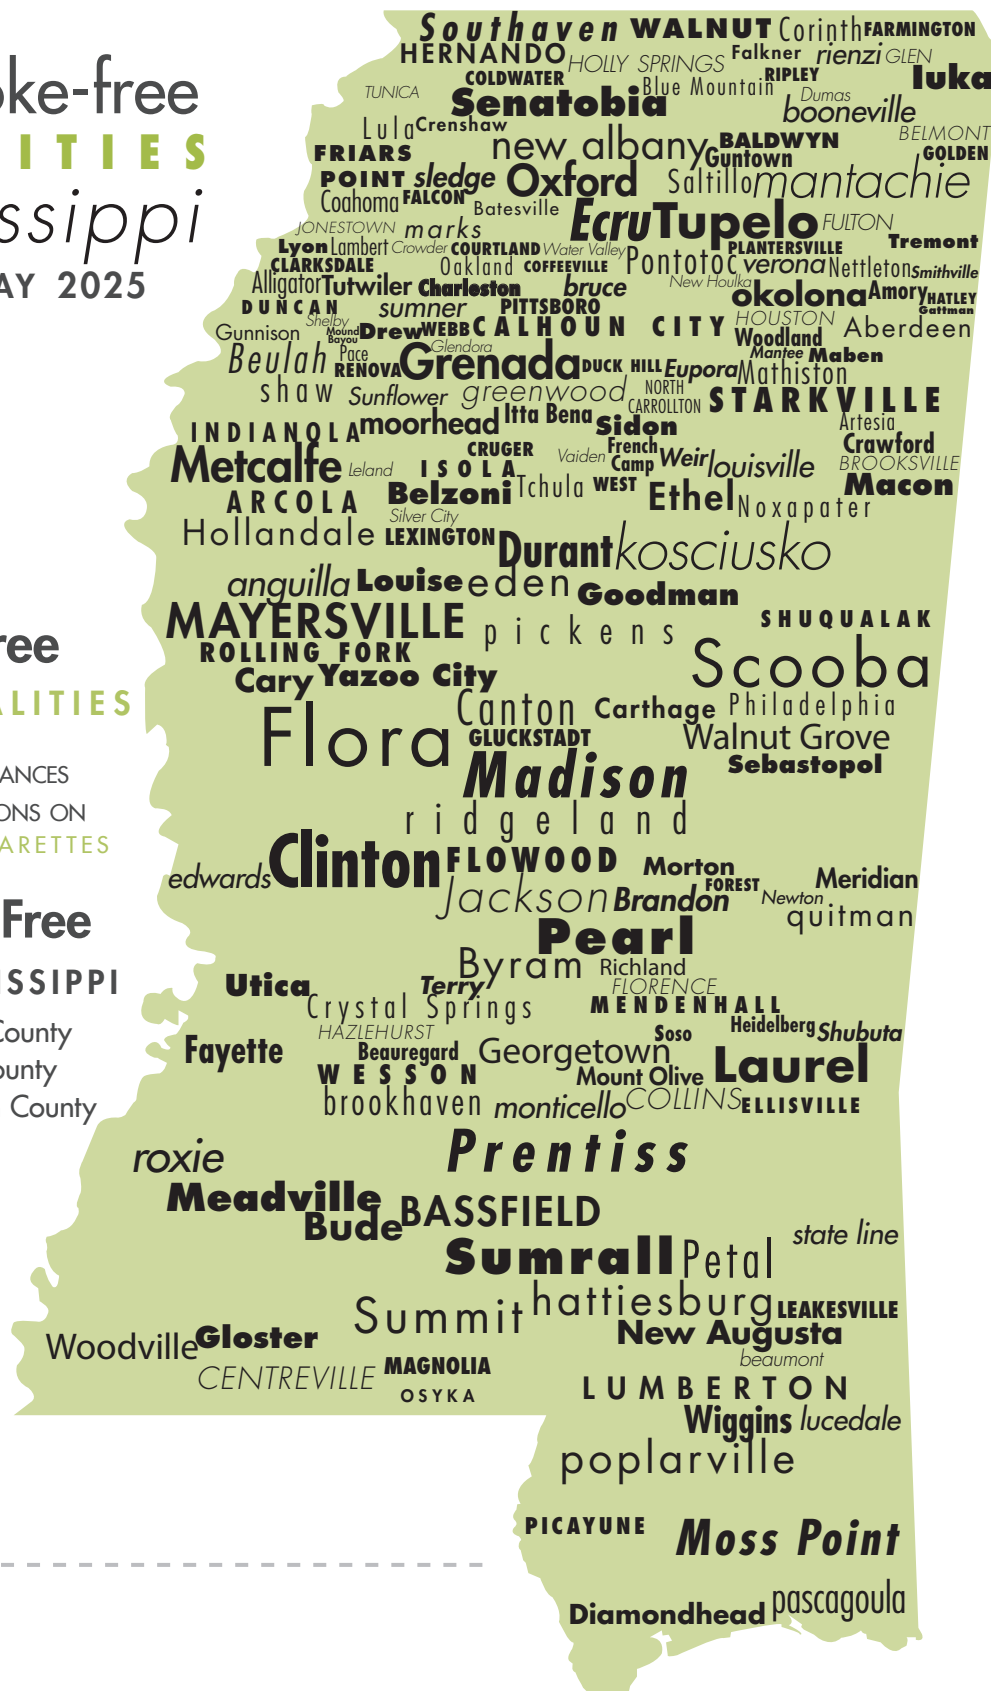 oke-free
ITIES
ssippi
AY 2025
ree
ALITIES
ANCES
ONS ON
ARETTES
Free
ISSIPPI
County
ounty
County
Southaven WALNUT Corinth FARMINGTON
HERNANDO HOLLY SPRINGS Falkner rienzi GLEN
TUNICA COLDWATER Blue Mountain RIPLEY Iuka
Senatobia Dumas booneville
Lula Crenshaw new albany BALDWYN BELMONT
FRIARS Guntown GOLDEN
POINT sledge Oxford Saltillo mantachie
Coahoma FALCON Batesville Ecru Tupelo FULTON
JONESTOWN marks
Lyon Lambert Crowder COURTLAND Water Valley Pontotoc PLANTERSVILLE Tremont
CLARKSDALE Oakland COFFEEVILLE verona Nettleton Smithville
Alligator Tutwiler Charleston bruce New Houlka okolona Amory HATLEY
DUNCAN sumner PITTSBORO Gattman
Gunnison Shelby Mound Drew WEBB CALHOUN CITY HOUSTON Aberdeen
Bayou Woodland
Beulah Pace Glendora Grenada Mantee Maben
RENOVA DUCK HILL Eupora Mathiston
shaw Sunflower greenwood NORTH STARKVILLE
CARROLLTON
INDIANOLA moorhead Itta Bena Sidon Artesia
CRUGER French Crawford
Metcalfe Leland ISOLA Vaiden Camp Weir louisville BROOKSVILLE
ARCOLA Belzoni Tchula WEST Ethel Macon
Silver City Noxapater
Hollandale LEXINGTON Durant kosciusko
anguilla Louise eden Goodman
MAYERSVILLE pickens SHUQUALAK
ROLLING FORK Scooba
Cary Yazoo City
Flora Canton Carthage Philadelphia
GLUCKSTADT Walnut Grove
Madison Sebastopol
ridgeland
edwards Clinton FLOWOOD Morton Meridian
Jackson Brandon FOREST Newton quitman
Pearl
Byram Richland
Utica Terry FLORENCE
Crystal Springs MENDENHALL
HAZLEHURST Soso Heidelberg Shubuta
Fayette Beauregard Georgetown Laurel
WESSON Mount Olive
brookhaven monticello COLLINS ELLISVILLE
roxie Prentiss
Meadville BASSFIELD
Bude state line
Sumrall Petal
Summit hattiesburg LEAKESVILLE
Woodville Gloster New Augusta
CENTREVILLE MAGNOLIA beaumont
OSYKA LUMBERTON
Wiggins lucedale
poplarville
PICAYUNE Moss Point
Diamondhead pascagoula